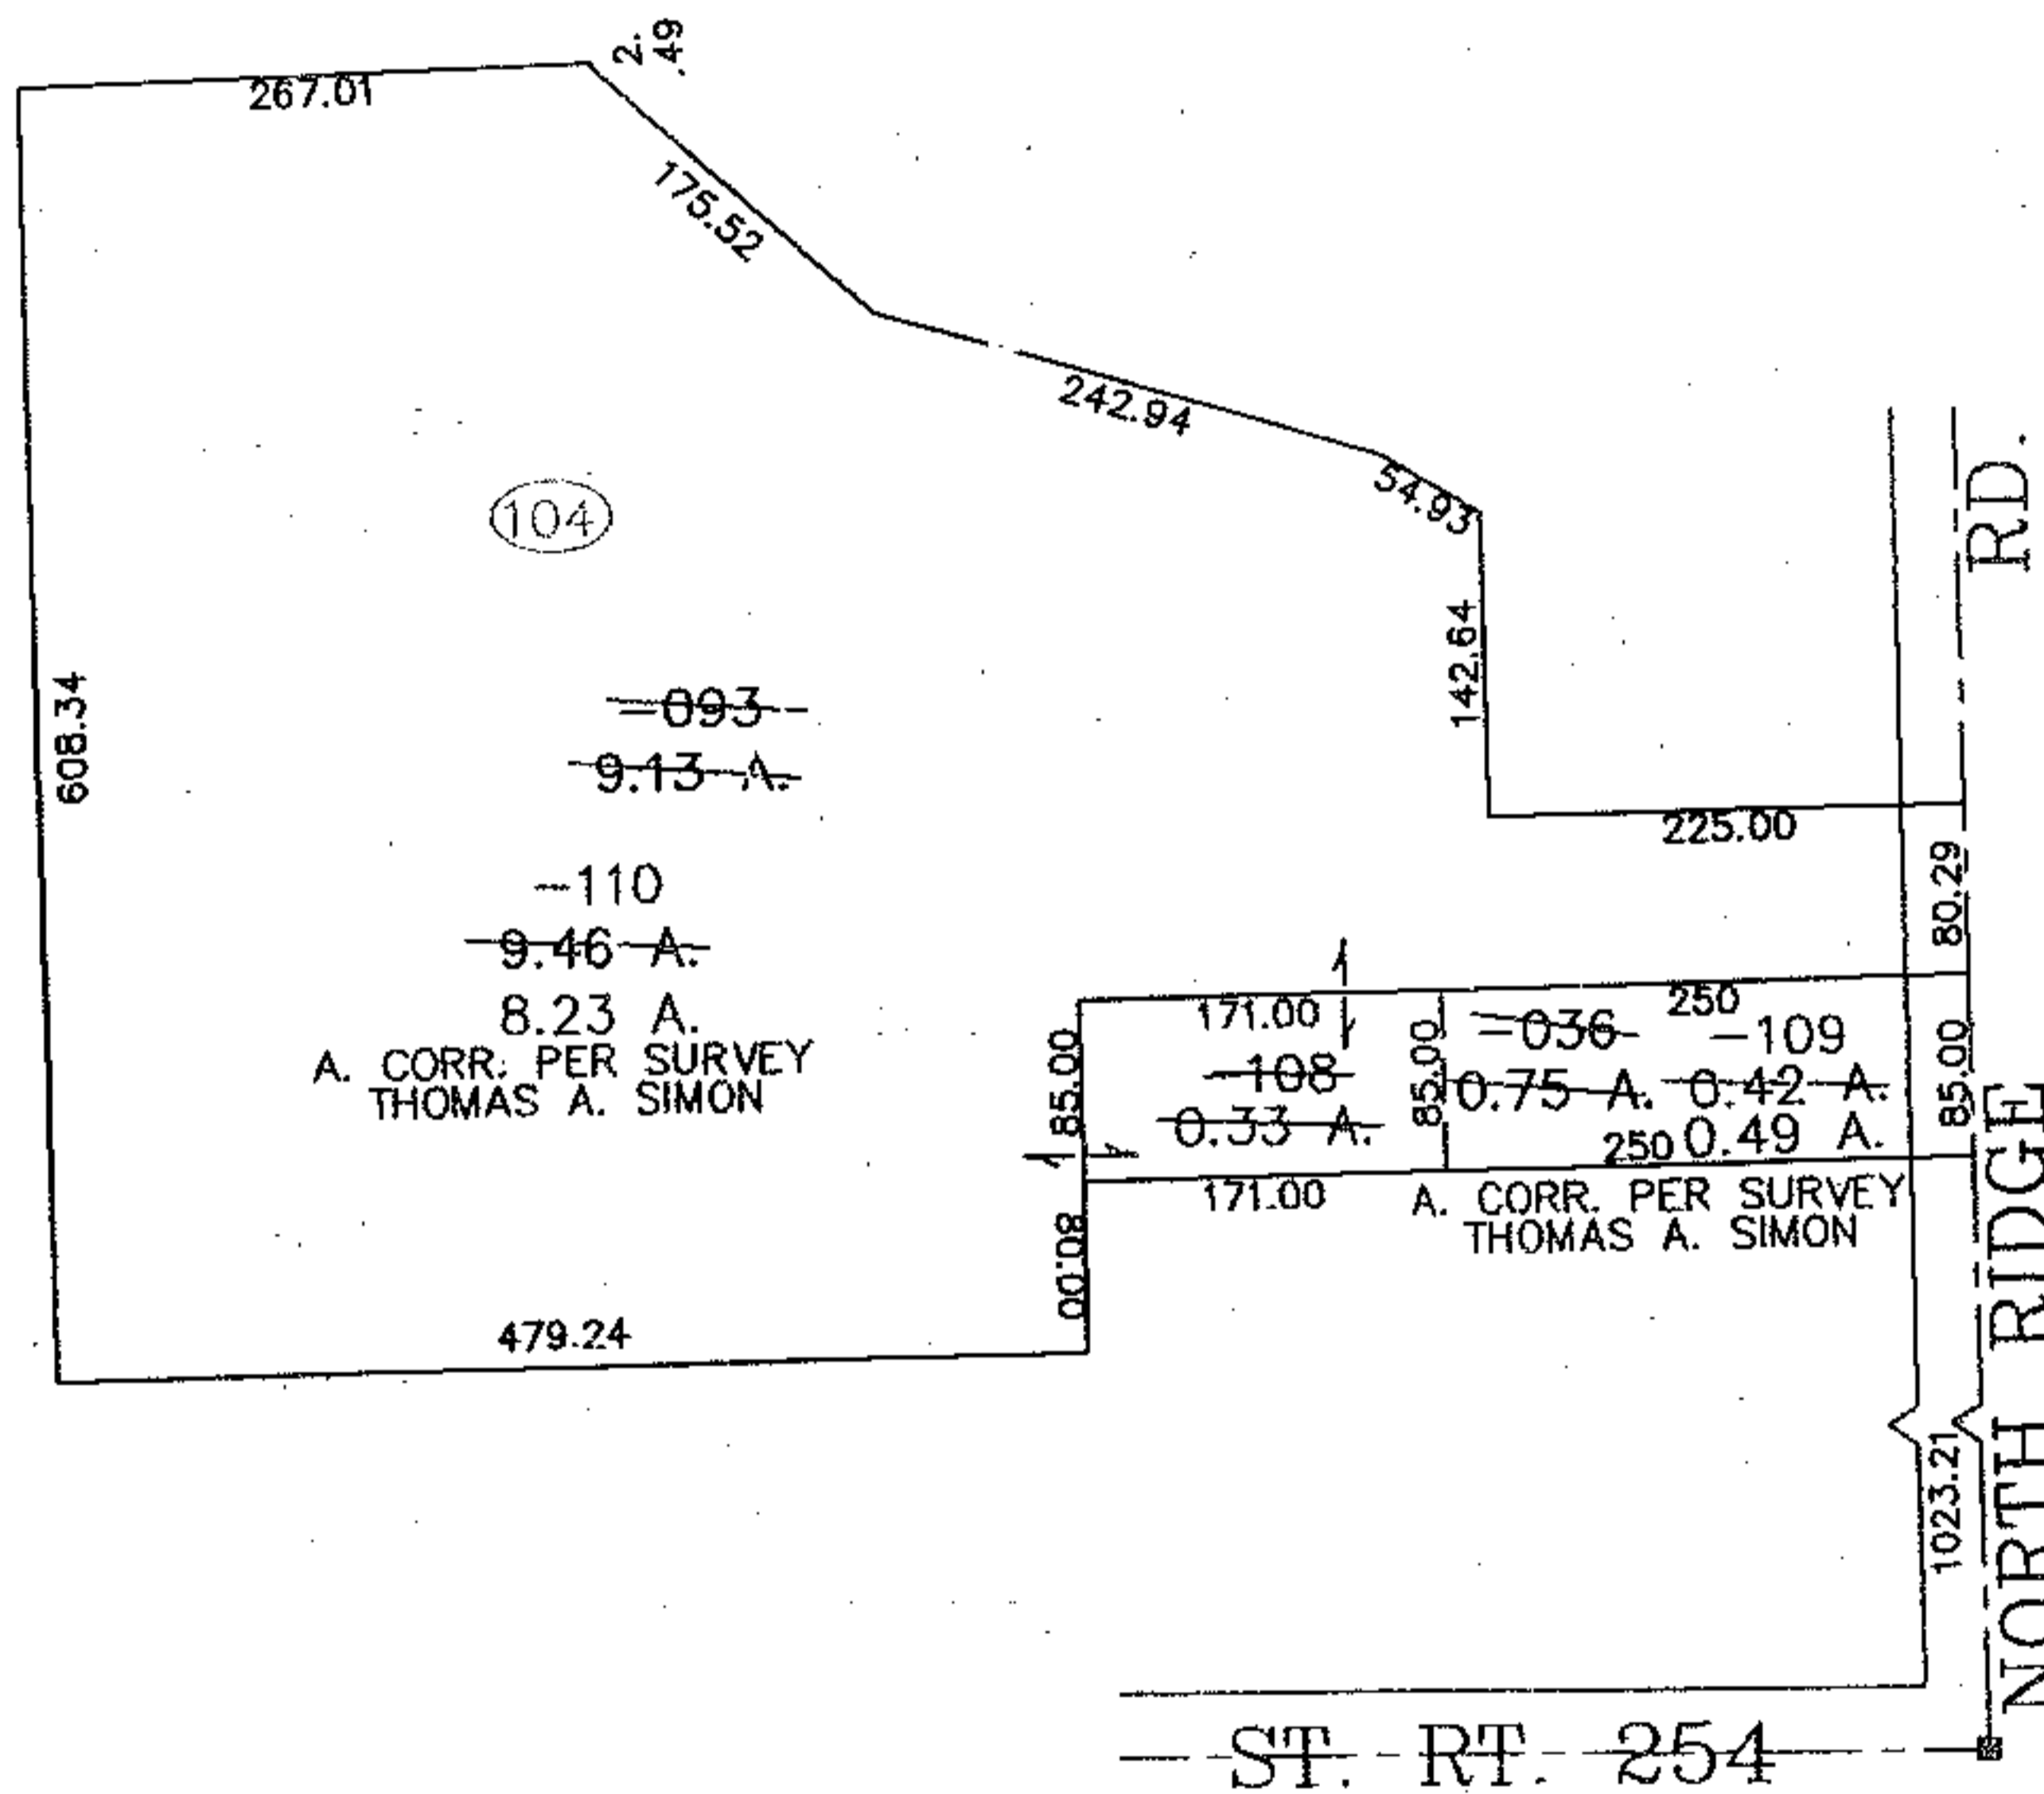 2.
.49
267.01
175.52
242.94
54.93
104
RD.
142.64
608.34
-093-
9.13 A.
225.00
80.29
-110
9.46 A.
8.23 A.
A. CORR. PER SURVEY
THOMAS A. SIMON
171.00
250
85.00
-108
0.33 A.
85.00
-036
-109
0.75 A.
0.42 A.
85.00
250
0.49 A.
171.00
A. CORR. PER SURVEY
THOMAS A. SIMON
80.00
479.24
1023.21
NORTH RIDGE
ST. RT. 254